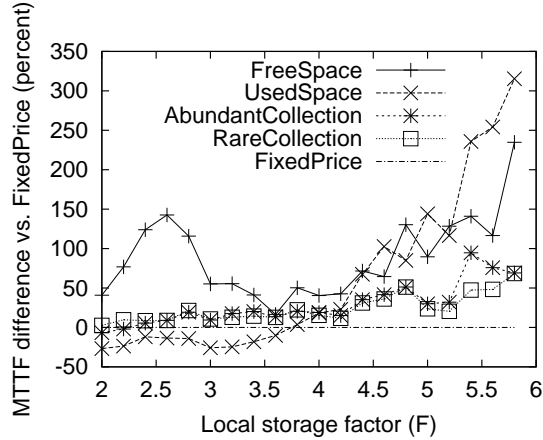 MTTF difference vs. FixedPrice (percent)
350
300
250
200
150
100
50
0
-50
FreeSpace
UsedSpace
AbundantCollection
RareCollection
FixedPrice
2 2.5 3 3.5 4 4.5 5 5.5 6
Local storage factor (F)